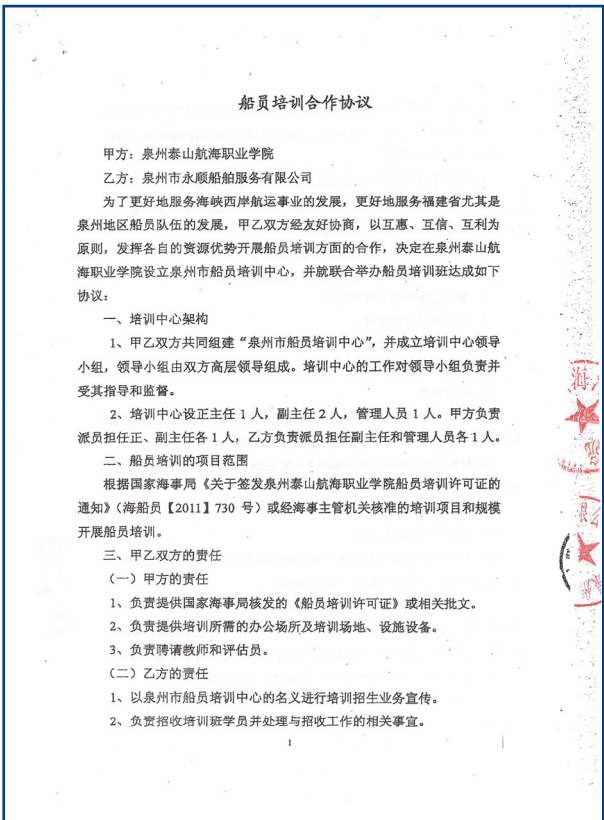 船员培训合作协议
甲方：泉州泰山航海职业学院
乙方：泉州市永顺船舶服务有限公司
为了更好地服务海峡西岸航运事业的发展，更好地服务福建省尤其是
泉州地区船员队伍的发展，甲乙双方经友好协商，以互惠、互信、互利为
原则，发挥各自的资源优势开展船员培训方面的合作，决定在泉州泰山航
海职业学院设立泉州市船员培训中心，并就联合举办船员培训班达成如下
协议：
一、培训中心架构
1、甲乙双方共同组建“泉州市船员培训中心”，并成立培训中心领导
小组，领导小组由双方高层领导组成。培训中心的工作对领导小组负责并
受其指导和监督。
2、培训中心设正主任 1 人，副主任 2 人，管理人员 1 人。甲方负责
派员担任正、副主任各 1 人，乙方负责派员担任副主任和管理人员各 1 人。
二、船员培训的项目范围
根据国家海事局《关于签发泉州泰山航海职业学院船员培训许可证的
通知》（海船员【2011】730 号）或经海事主管机关核准的培训项目和规模
开展船员培训。
三、甲乙双方的责任
（一）甲方的责任
1、负责提供国家海事局核发的《船员培训许可证》或相关批文。
2、负责提供培训所需的办公场所及培训场地、设施设备。
3、负责聘请教师和评估员。
（二）乙方的责任
1、以泉州市船员培训中心的名义进行培训招生业务宣传。
2、负责招收培训班学员并处理与招收工作的相关事宜。
1